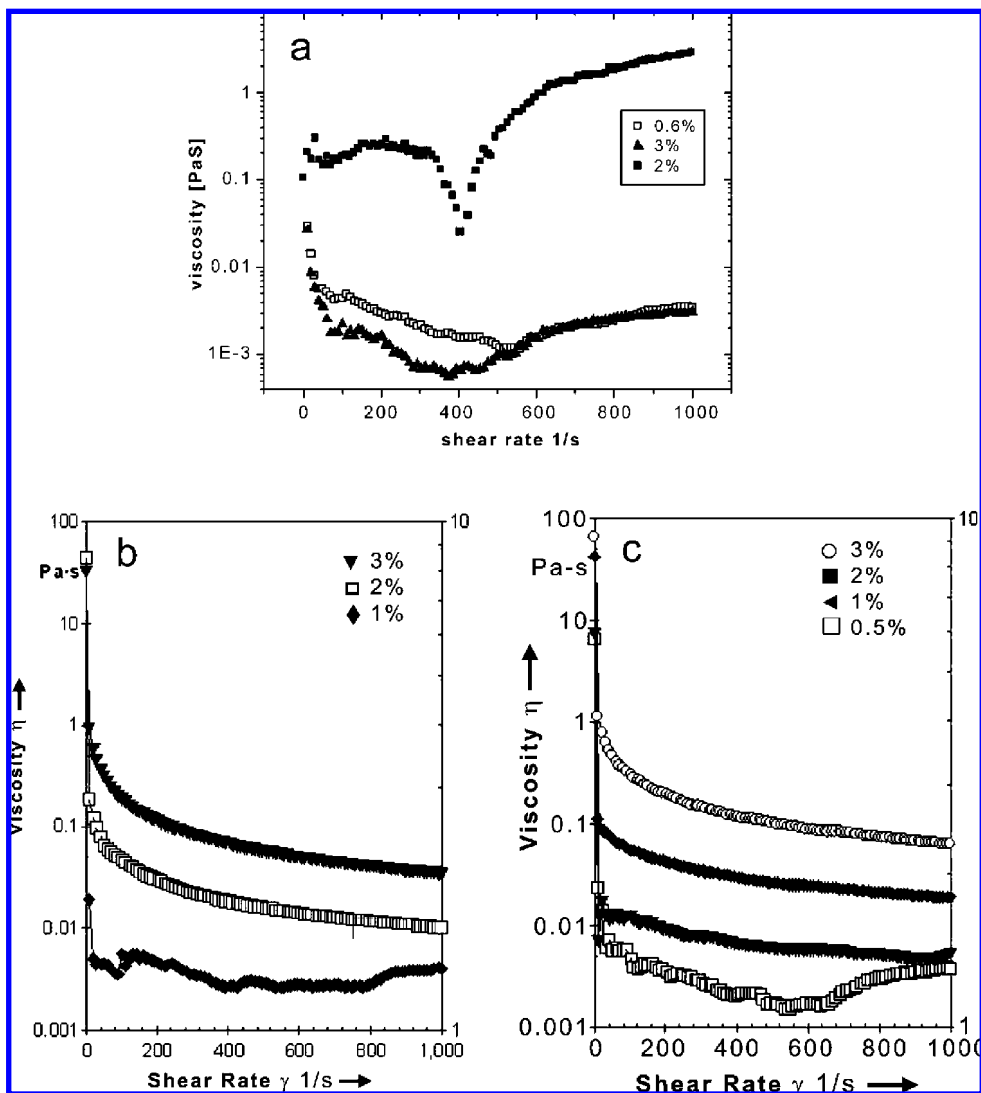 a
1
0.1
0.01
1E-3
viscosity [PaS]
0.6%
3%
2%
0 200 400 600 800 1000
shear rate 1/s
b
100
Pa·s
10
1
0.1
0.01
0.001
10
1
Viscosity η
3%
2%
1%
0 200 400 600 800 1,000
Shear Rate γ 1/s
c
100
Pa-s
10
1
0.1
0.01
0.001
10
1
Viscosity η
3%
2%
1%
0.5%
0 200 400 600 800 1000
Shear Rate γ 1/s